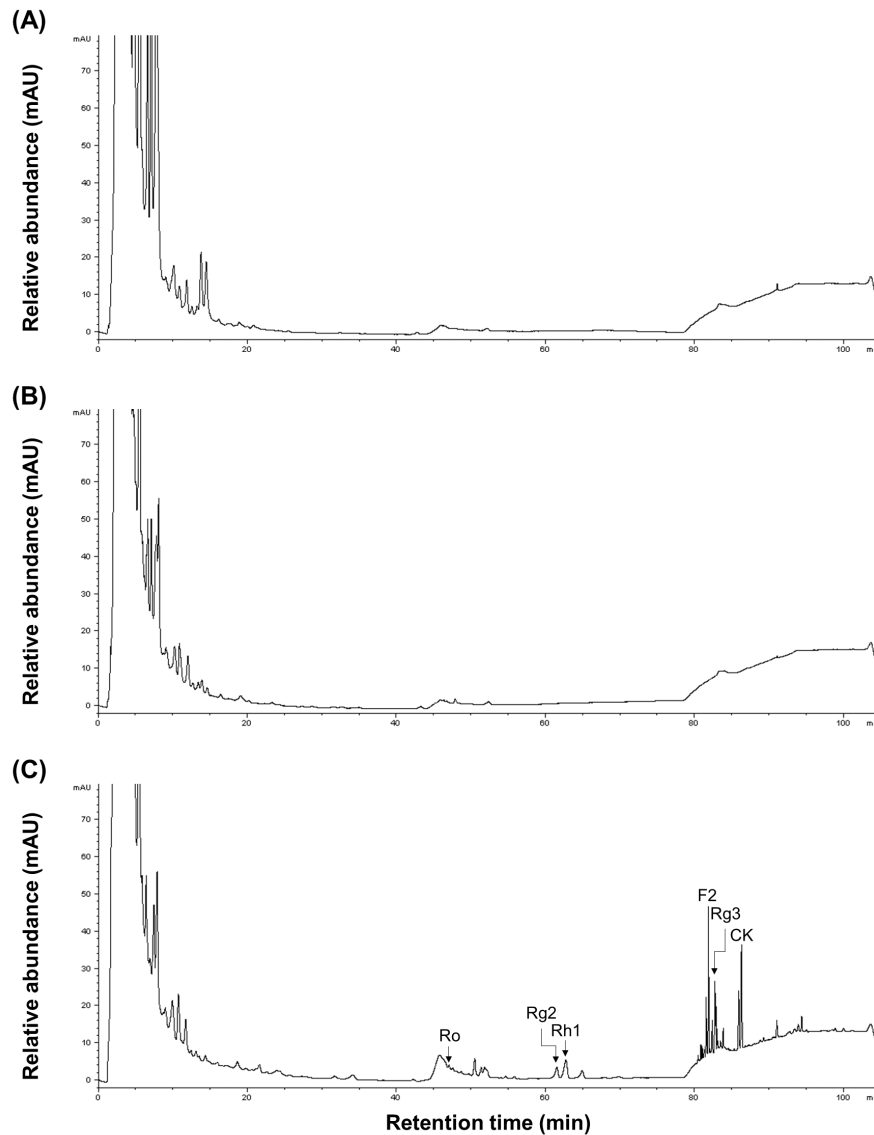 (A)
Relative abundance (mAU)
mAU
70
60
50
40
30
20
10
0
0 20 40 60 80 100 m
(B)
Relative abundance (mAU)
mAU
70
60
50
40
30
20
10
0
0 20 40 60 80 100 m
(C)
Relative abundance (mAU)
mAU
70
60
50
40
30
20
10
0
F2
Rg3
CK
Rg2
Rh1
Ro
0 20 40 60 80 100 m
Retention time (min)